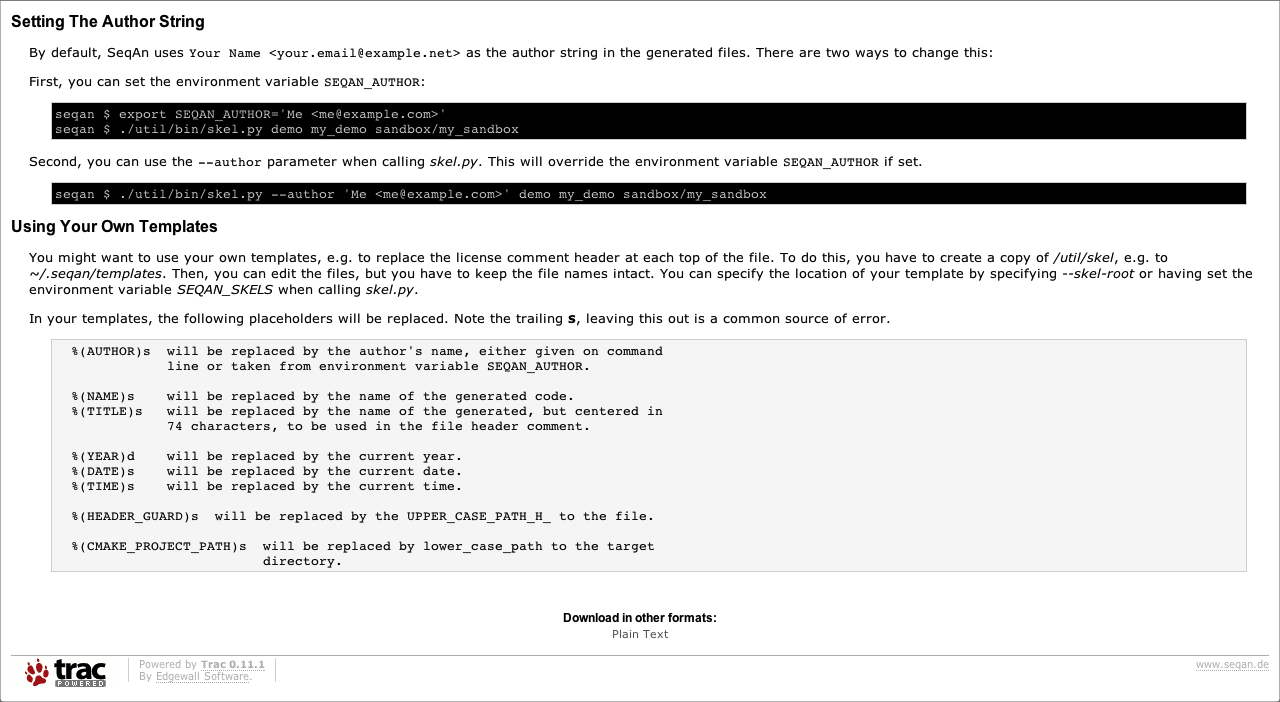 Setting The Author String
By default, SeqAn uses Your Name <your.email@example.net> as the author string in the generated files. There are two ways to change this:
First, you can set the environment variable SEQAN_AUTHOR:
seqan $ export SEQAN_AUTHOR='Me <me@example.com>'
seqan $ ./util/bin/skel.py demo my_demo sandbox/my_sandbox
Second, you can use the --author parameter when calling skel.py. This will override the environment variable SEQAN_AUTHOR if set.
seqan $ ./util/bin/skel.py --author 'Me <me@example.com>' demo my_demo sandbox/my_sandbox
Using Your Own Templates
You might want to use your own templates, e.g. to replace the license comment header at each top of the file. To do this, you have to create a copy of /util/skel, e.g. to
~/.seqan/templates. Then, you can edit the files, but you have to keep the file names intact. You can specify the location of your template by specifying --skel-root or having set the
environment variable SEQAN_SKELS when calling skel.py.
In your templates, the following placeholders will be replaced. Note the trailing s, leaving this out is a common source of error.
%(AUTHOR)s  will be replaced by the author's name, either given on command
line or taken from environment variable SEQAN_AUTHOR.
%(NAME)s    will be replaced by the name of the generated code.
%(TITLE)s   will be replaced by the name of the generated, but centered in
74 characters, to be used in the file header comment.
%(YEAR)d    will be replaced by the current year.
%(DATE)s    will be replaced by the current date.
%(TIME)s    will be replaced by the current time.
%(HEADER_GUARD)s  will be replaced by the UPPER_CASE_PATH_H_ to the file.
%(CMAKE_PROJECT_PATH)s  will be replaced by lower_case_path to the target
directory.
Download in other formats:
Plain Text
trac
POWERED
Powered by Trac 0.11.1
By Edgewall Software.
www.seqan.de